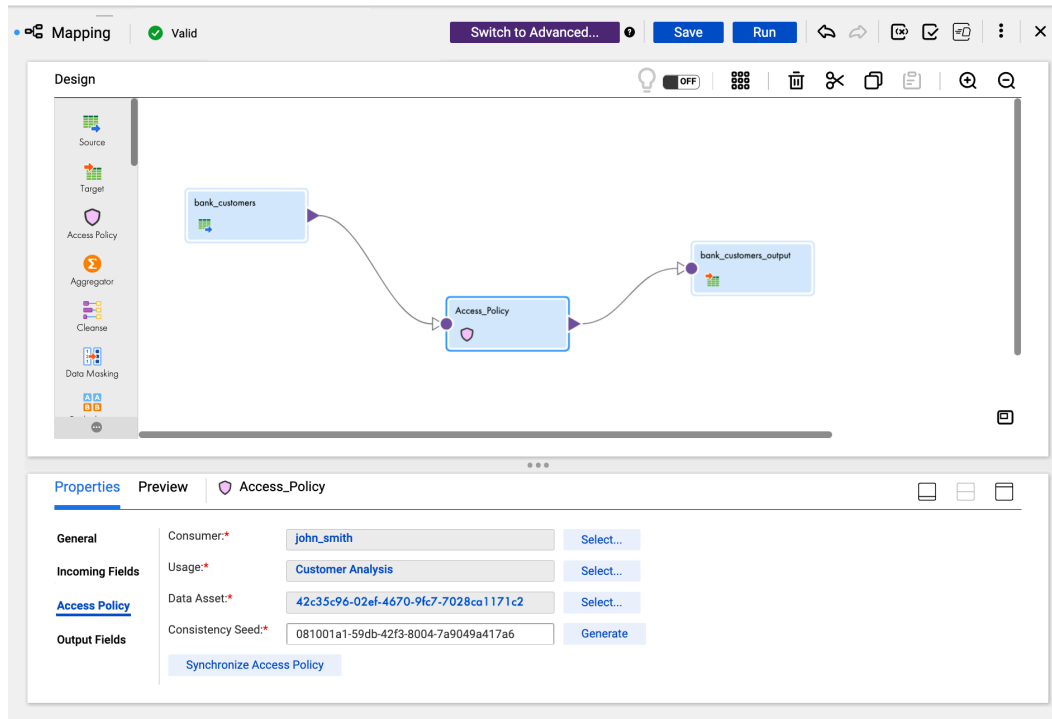 Mapping
Valid
Switch to Advanced...
?
Save
Run
Design
OFF
Source
Target
Access Policy
Aggregator
Cleanse
Data Masking
bank_customers
Access_Policy
bank_customers_output
Properties
Preview
Access_Policy
General
Incoming Fields
Access Policy
Output Fields
Consumer:*
john_smith
Select...
Usage:*
Customer Analysis
Select...
Data Asset:*
42c35c96-02ef-4670-9fc7-7028ca1171c2
Select...
Consistency Seed:*
081001a1-59db-42f3-8004-7a9049a417a6
Generate
Synchronize Access Policy